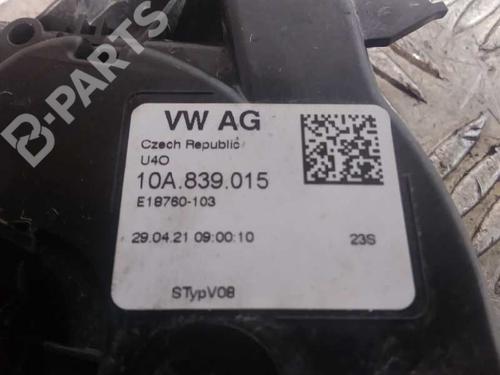 B-PARTS
VW AG
Czech Republic
U4O
10A.839.015
E18760-103
29.04.21 09:00:10 23S
STypV08